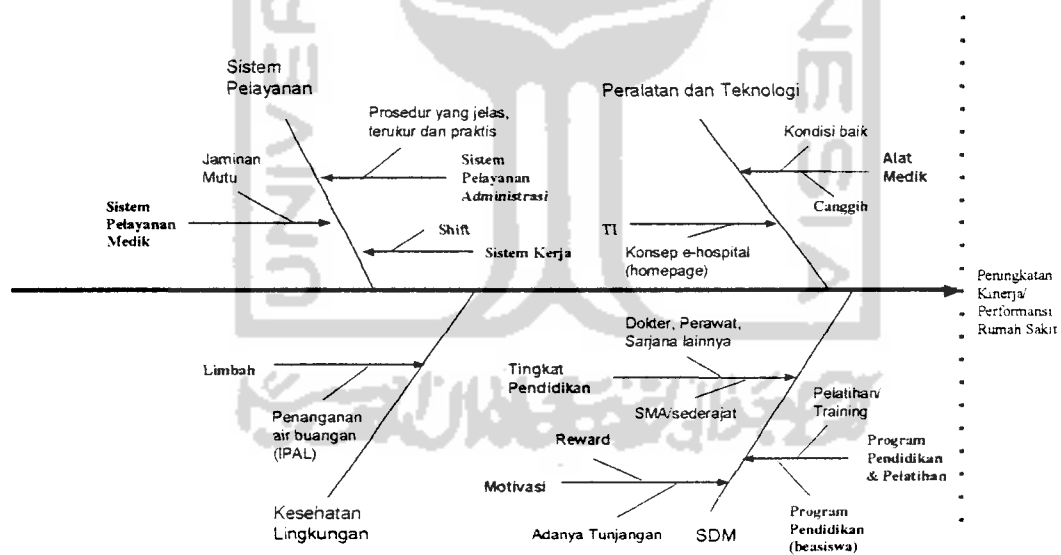 Sistem
Pelayanan
Prosedur yang jelas,
terukur dan praktis
Jaminan
Mutu
Sistem
Pelayanan
Administrasi
Sistem
Pelayanan
Medik
Shift
Sistem Kerja
Peralatan dan Teknologi
Kondisi baik
Alat
Medik
Canggih
TI
Konsep e-hospital
(homepage)
Peningkatan
Kinerja/
Performansi
Rumah Sakit
Limbah
Penanganan
air buangan
(IPAL)
Kesehatan
Lingkungan
Dokter, Perawat,
Sarjana lainnya
Tingkat
Pendidikan
SMA/sederajat
Pelatihan/
Training
Reward
Program
Pendidikan
& Pelatihan
Motivasi
Adanya Tunjangan
SDM
Program
Pendidikan
(beasiswa)